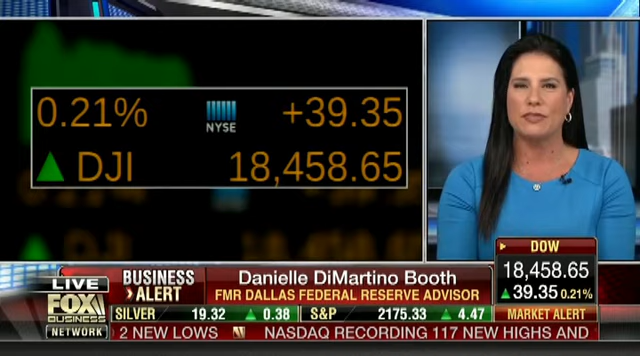 0.21% NYSE +39.35
▲ DJI 18,458.65
DOW
18,458.65
▲ 39.35 0.21%
MARKET ALERT
LIVE
FOX
BUSINESS
NETWORK
BUSINESS
ALERT
Danielle DiMartino Booth
FMR DALLAS FEDERAL RESERVE ADVISOR
SILVER 19.32 ▲ 0.38 S&P 2175.33 ▲ 4.47
2 NEW LOWS NASDAQ RECORDING 117 NEW HIGHS AND